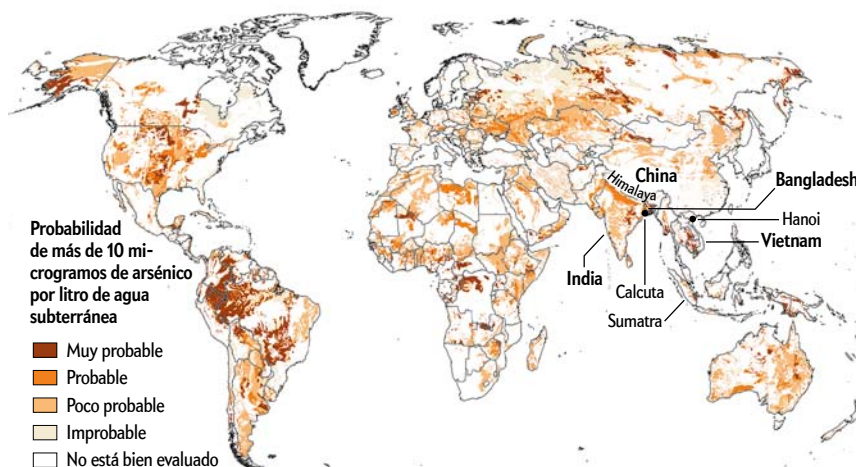 China
Himalaya
Bangladesh
Hanoi
Vietnam
India
Calcuta
Sumatra
Probabilidad
de más de 10 mi-
crogramos de arsénico
por litro de agua
subterránea
Muy probable
Probable
Poco probable
Improbable
No está bien evaluado